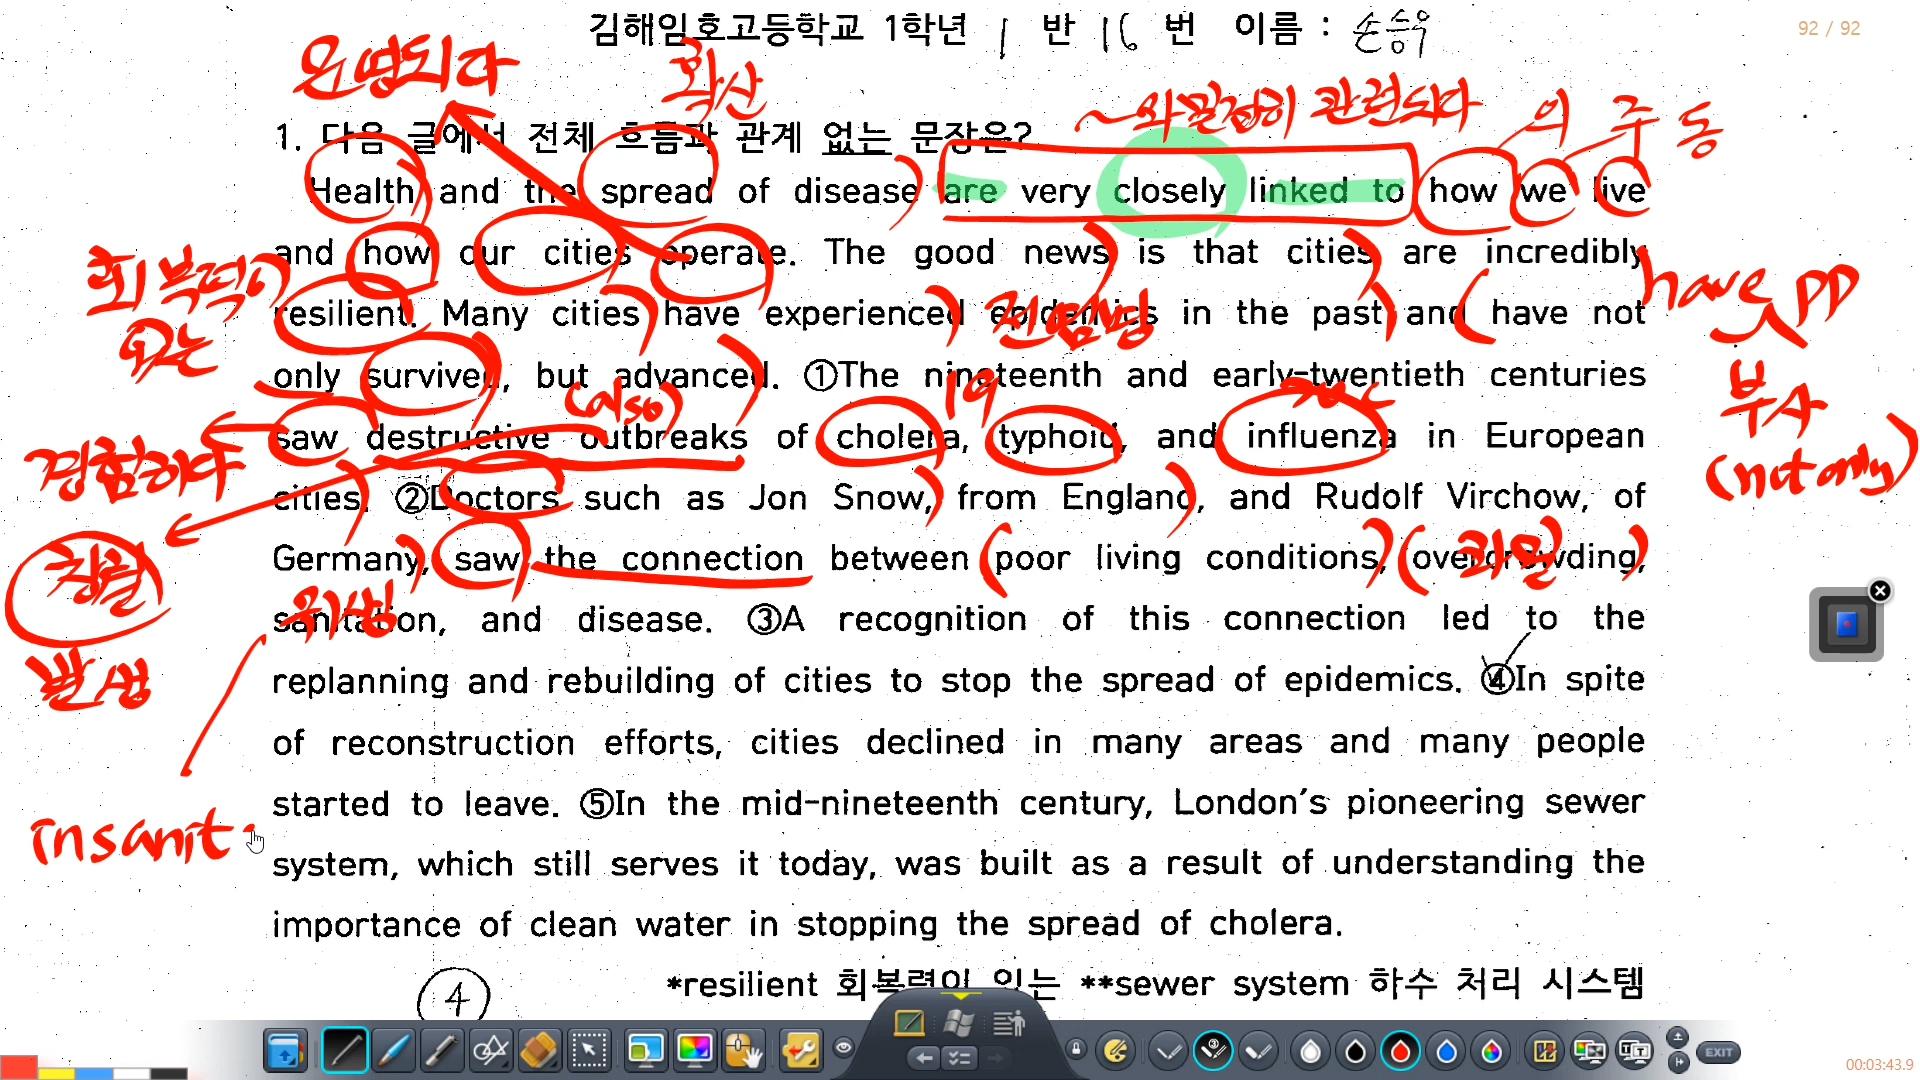 김해임호고등학교 1학년 1 반 16 번 이름 : 손승우
92 / 92
운영되다
확산
~와 밀접히 관련되다
의 주 동
1. 다음 글에서 전체 흐름과 관계 없는 문장은?
Health and the spread of disease are very closely linked to how we live
and how our cities operate. The good news is that cities are incredibly
회복력이
있는
have pp
resilient. Many cities have experienced epidemics in the past and have not
전염병
only survived, but advanced. ①The nineteenth and early-twentieth centuries
부사
(not only)
(also)
19
20c
saw destructive outbreaks of cholera, typhoid, and influenza in European
경험하다
cities. ②Doctors such as Jon Snow, from England, and Rudolf Virchow, of
Germany, saw the connection between poor living conditions, overcrowding,
창궐
발생
위생
과밀
sanitation, and disease. ③A recognition of this connection led to the
replanning and rebuilding of cities to stop the spread of epidemics. ④In spite
of reconstruction efforts, cities declined in many areas and many people
started to leave. ⑤In the mid-nineteenth century, London's pioneering sewer
insanit
system, which still serves it today, was built as a result of understanding the
importance of clean water in stopping the spread of cholera.
4
*resilient 회복력이 있는 **sewer system 하수 처리 시스템
EXIT
00:03:43.9